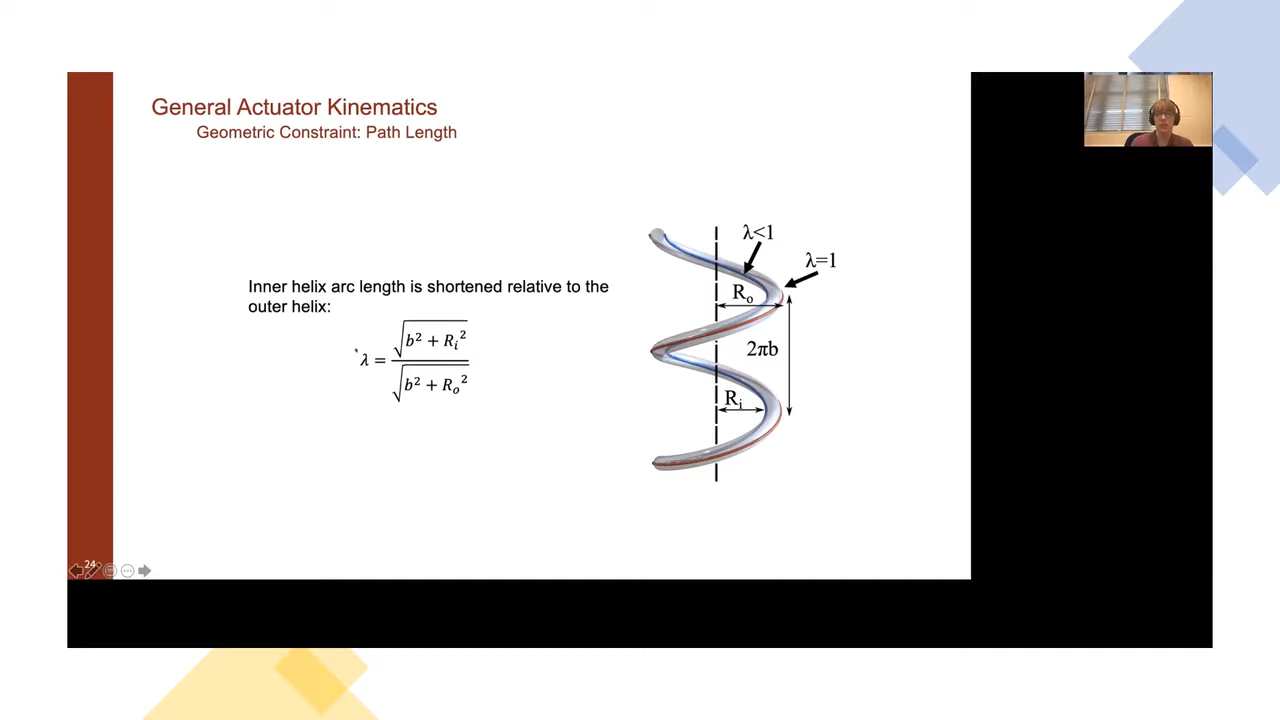 General Actuator Kinematics
Geometric Constraint: Path Length
Inner helix arc length is shortened relative to the
outer helix:
λ = √(b² + Rᵢ²) / √(b² + Rₒ²)
λ<1
λ=1
Rₒ
2πb
Rᵢ
24